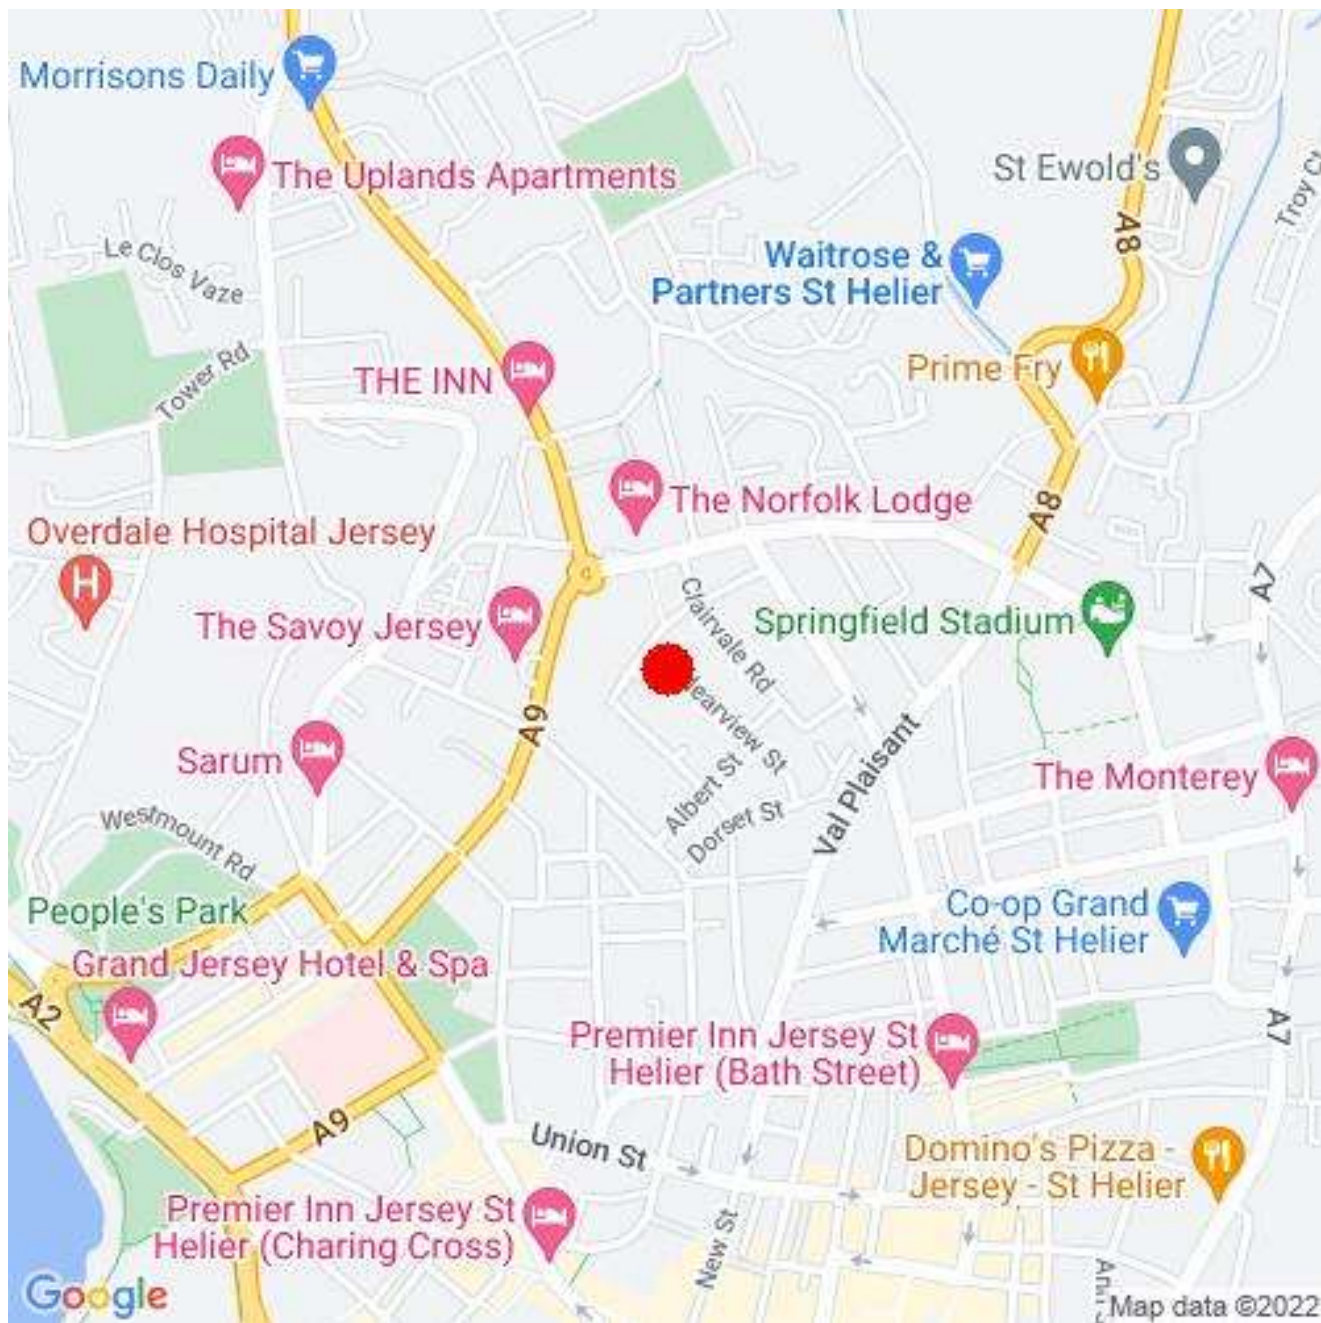 Morrisons Daily
The Uplands Apartments
St Ewold's
Troy Ct
A8
Le Clos Vaze
Waitrose &
Partners St Helier
Tower Rd
THE INN
Prime Fry
The Norfolk Lodge
A8
Overdale Hospital Jersey
H
A7
Clairvale Rd
The Savoy Jersey
Springfield Stadium
learview St
A9
Val Plaisant
Sarum
The Monterey
Albert St
Dorset St
Westmount Rd
People's Park
Co-op Grand
Marché St Helier
Grand Jersey Hotel & Spa
A2
A7
Premier Inn Jersey St
Helier (Bath Street)
A9
Union St
Domino's Pizza -
Jersey - St Helier
Premier Inn Jersey St
Helier (Charing Cross)
New St
Google
Map data ©2022